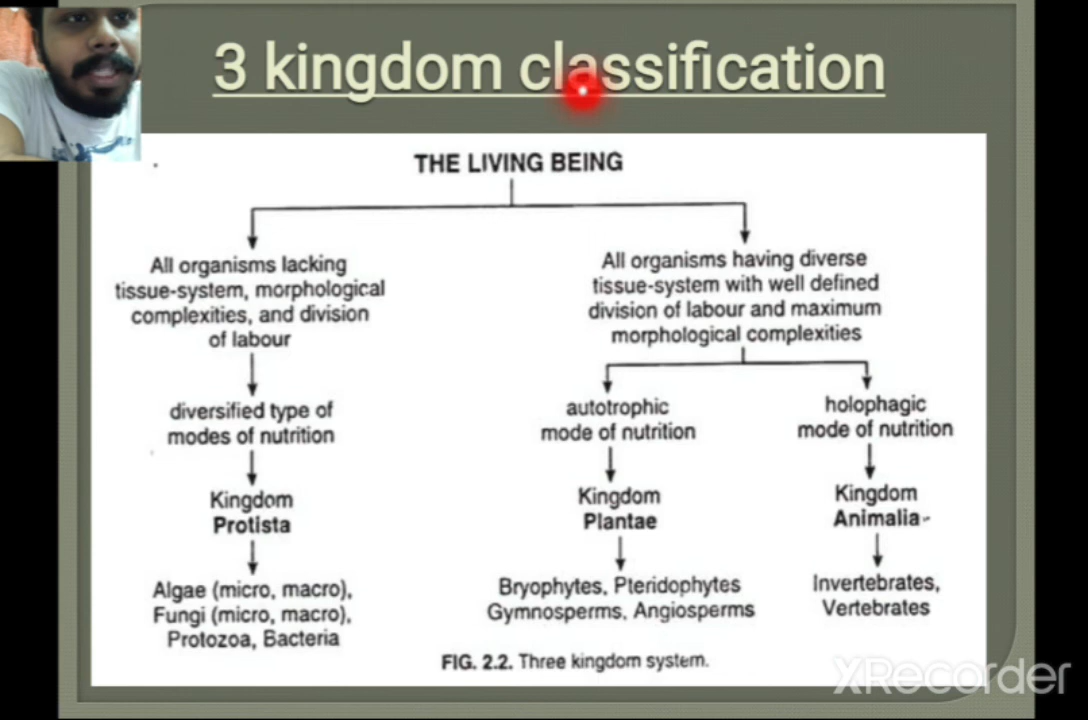 3 kingdom classification
THE LIVING BEING
All organisms lacking
tissue-system, morphological
complexities, and division
of labour
diversified type of
modes of nutrition
Kingdom
Protista
Algae (micro, macro),
Fungi (micro, macro),
Protozoa, Bacteria
All organisms having diverse
tissue-system with well defined
division of labour and maximum
morphological complexities
autotrophic
mode of nutrition
Kingdom
Plantae
Bryophytes, Pteridophytes
Gymnosperms, Angiosperms
holophagic
mode of nutrition
Kingdom
Animalia
Invertebrates,
Vertebrates
FIG. 2.2. Three kingdom system.
XRecorder